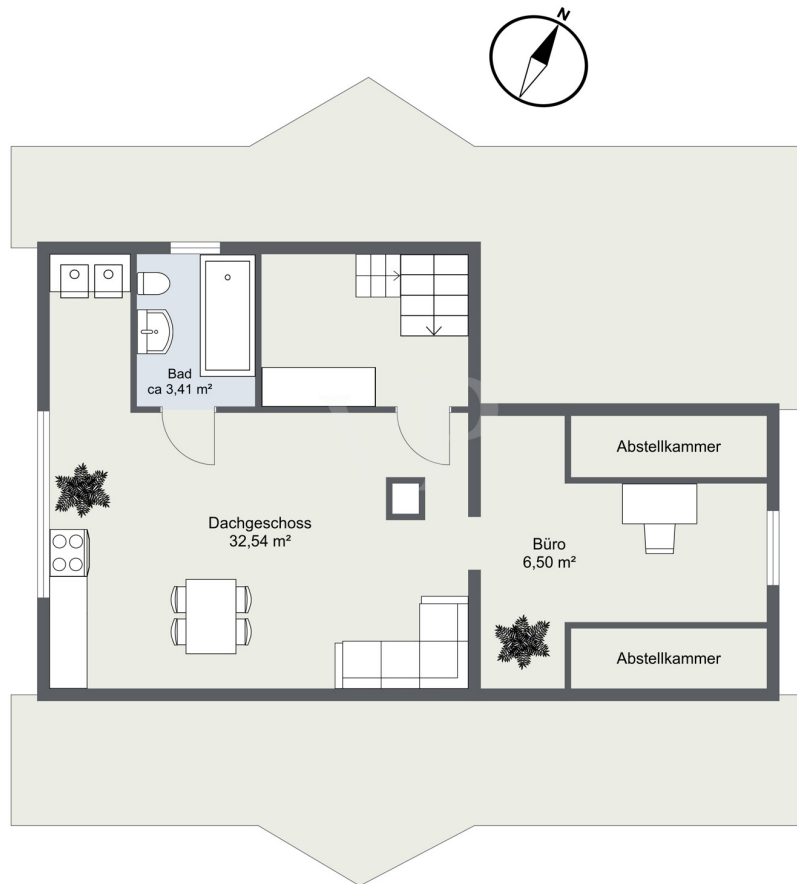 N
Bad
ca 3,41 m²
Abstellkammer
Dachgeschoss
32,54 m²
Büro
6,50 m²
Abstellkammer